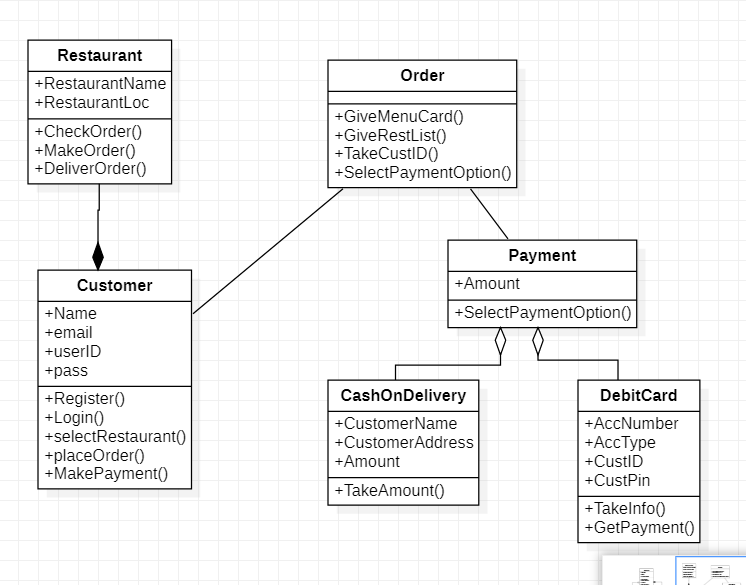 Restaurant
+RestaurantName
+RestaurantLoc
+CheckOrder()
+MakeOrder()
+DeliverOrder()
Order
+GiveMenuCard()
+GiveRestList()
+TakeCustID()
+SelectPaymentOption()
Customer
+Name
+email
+userID
+pass
+Register()
+Login()
+selectRestaurant()
+placeOrder()
+MakePayment()
Payment
+Amount
+SelectPaymentOption()
CashOnDelivery
+CustomerName
+CustomerAddress
+Amount
+TakeAmount()
DebitCard
+AccNumber
+AccType
+CustID
+CustPin
+TakeInfo()
+GetPayment()